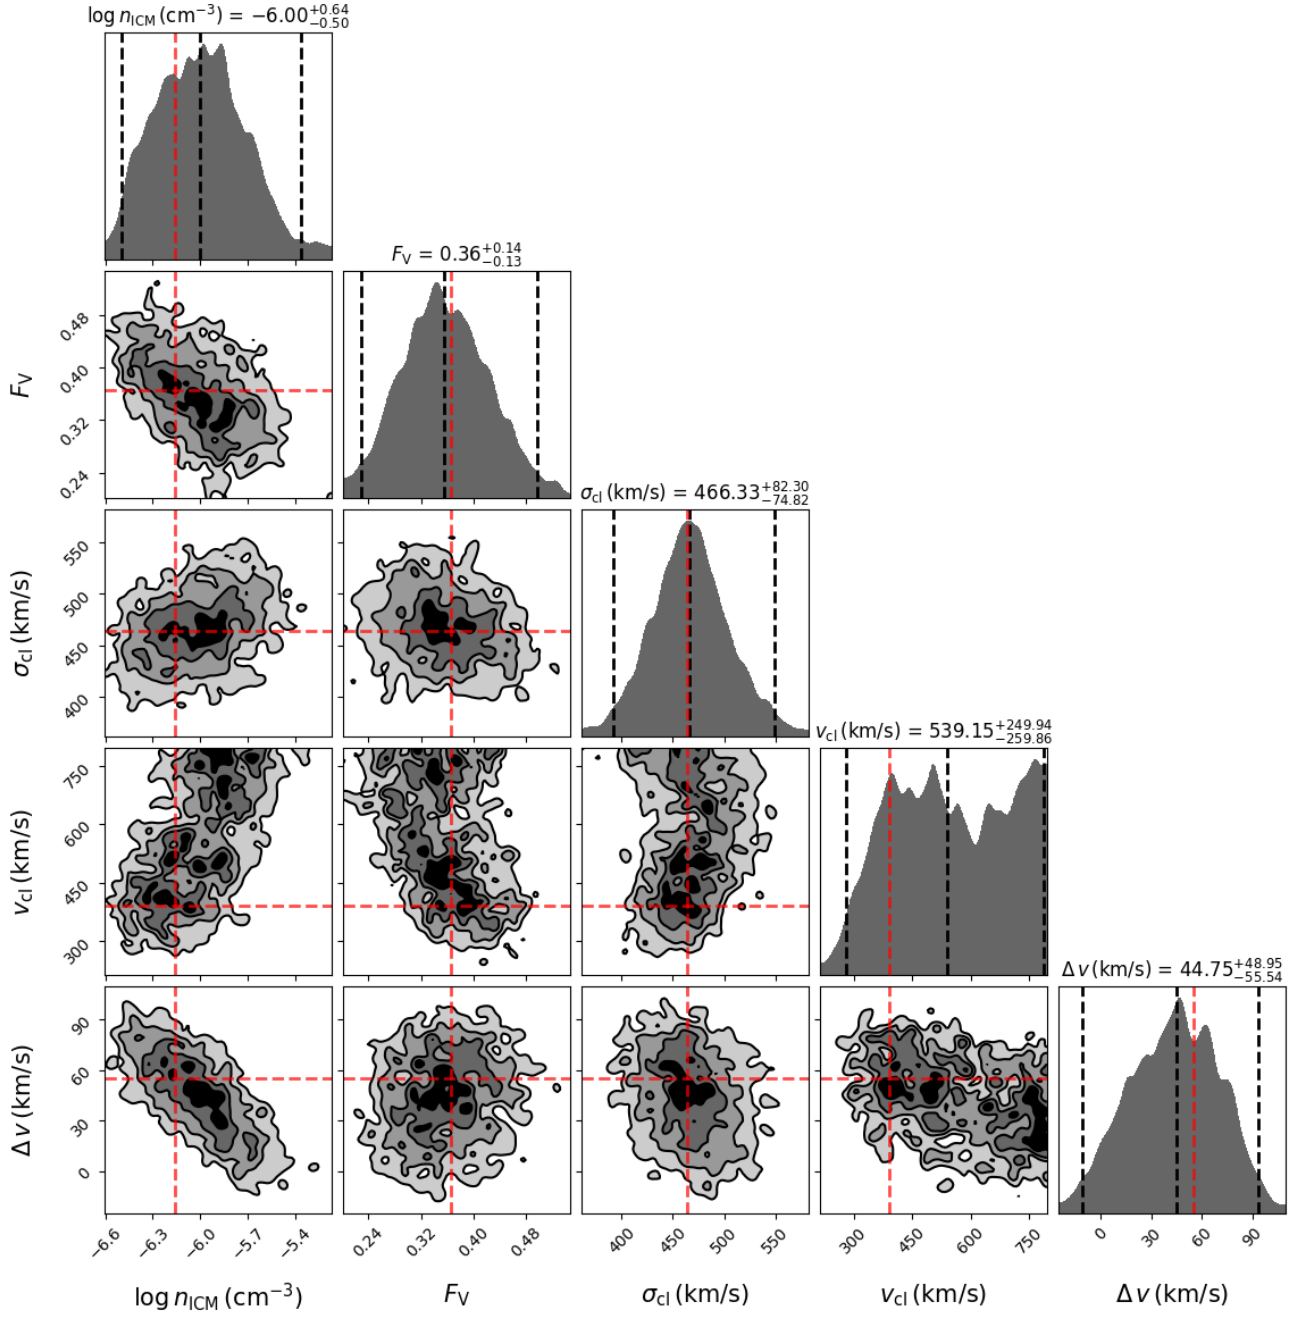 log n_ICM (cm⁻³) = −6.00 +0.64 −0.50
F_V = 0.36 +0.14 −0.13
F_V
0.48
0.40
0.32
0.24
σ_cl (km/s) = 466.33 +82.30 −74.82
σ_cl (km/s)
550
500
450
400
v_cl (km/s) = 539.15 +249.94 −259.86
v_cl (km/s)
750
600
450
300
Δ v (km/s) = 44.75 +48.95 −55.54
Δ v (km/s)
90
60
30
0
−6.6 −6.3 −6.0 −5.7 −5.4 0.24 0.32 0.40 0.48 400 450 500 550 300 450 600 750 0 30 60 90
log n_ICM (cm⁻³) F_V σ_cl (km/s) v_cl (km/s) Δ v (km/s)